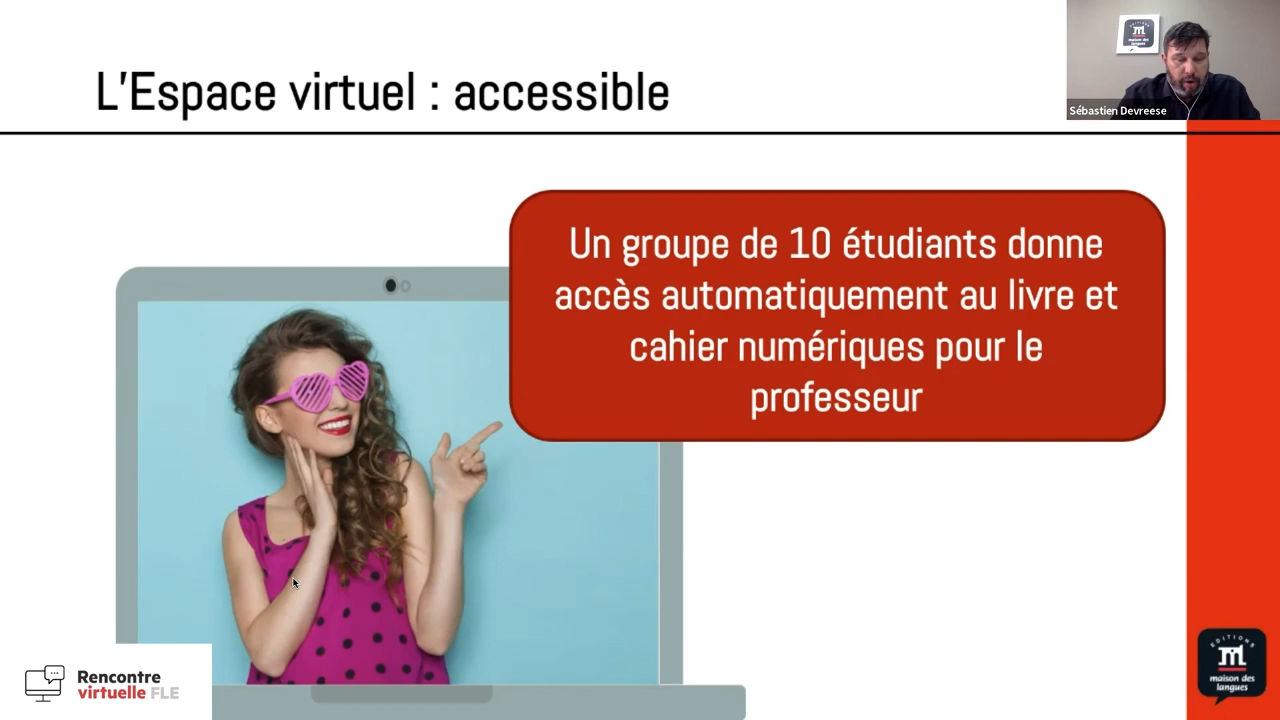 L'Espace virtuel : accessible
Sébastien Devreese
Un groupe de 10 étudiants donne
accès automatiquement au livre et
cahier numériques pour le
professeur
Rencontre
virtuelle FLE
ÉDITIONS
maison des
langues